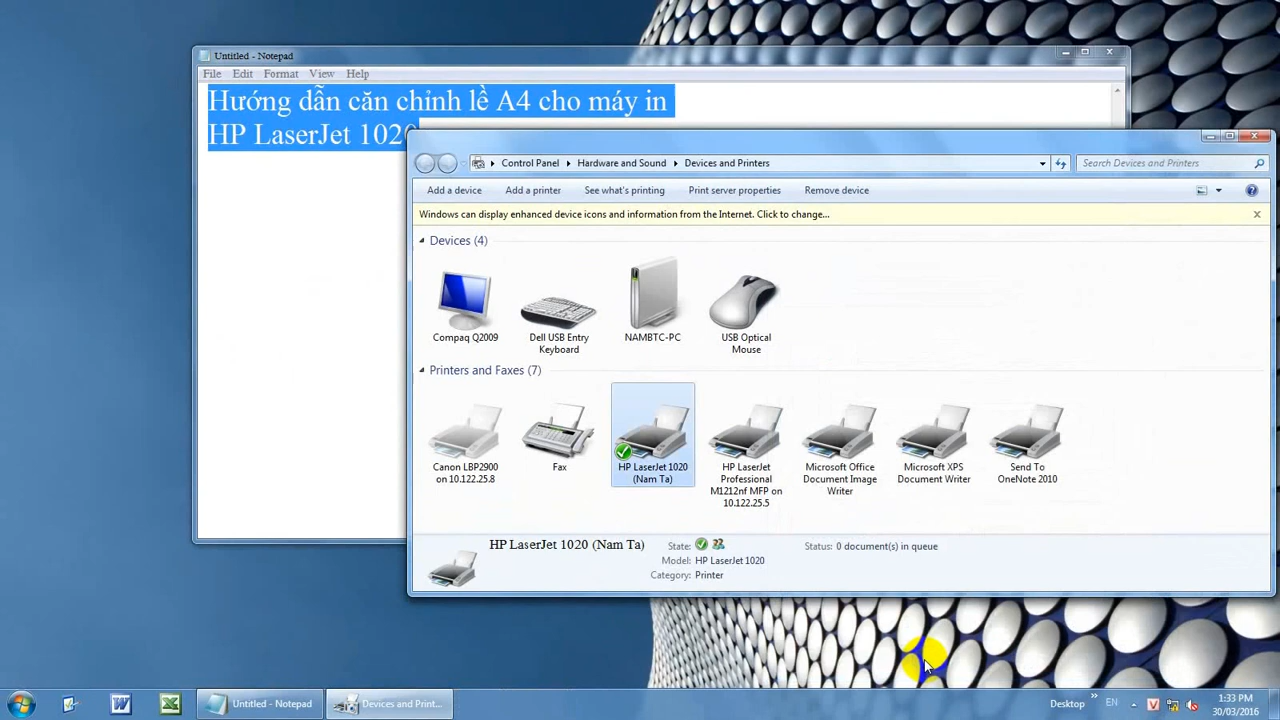 Untitled - Notepad
File Edit Format View Help
Hướng dẫn căn chỉnh lề A4 cho máy in
HP LaserJet 1020
Control Panel Hardware and Sound Devices and Printers
Search Devices and Printers
Add a device Add a printer See what's printing Print server properties Remove device
Windows can display enhanced device icons and information from the Internet. Click to change...
Devices (4)
Compaq Q2009
Dell USB Entry
Keyboard
NAMBTC-PC
USB Optical
Mouse
Printers and Faxes (7)
Canon LBP2900
on 10.122.25.8
Fax
HP LaserJet 1020
(Nam Ta)
HP LaserJet
Professional
M1212nf MFP on
10.122.25.5
Microsoft Office
Document Image
Writer
Microsoft XPS
Document Writer
Send To
OneNote 2010
HP LaserJet 1020 (Nam Ta)
State:
Model: HP LaserJet 1020
Category: Printer
Status: 0 document(s) in queue
Untitled - Notepad
Devices and Print...
Desktop
EN
1:33 PM
30/03/2016